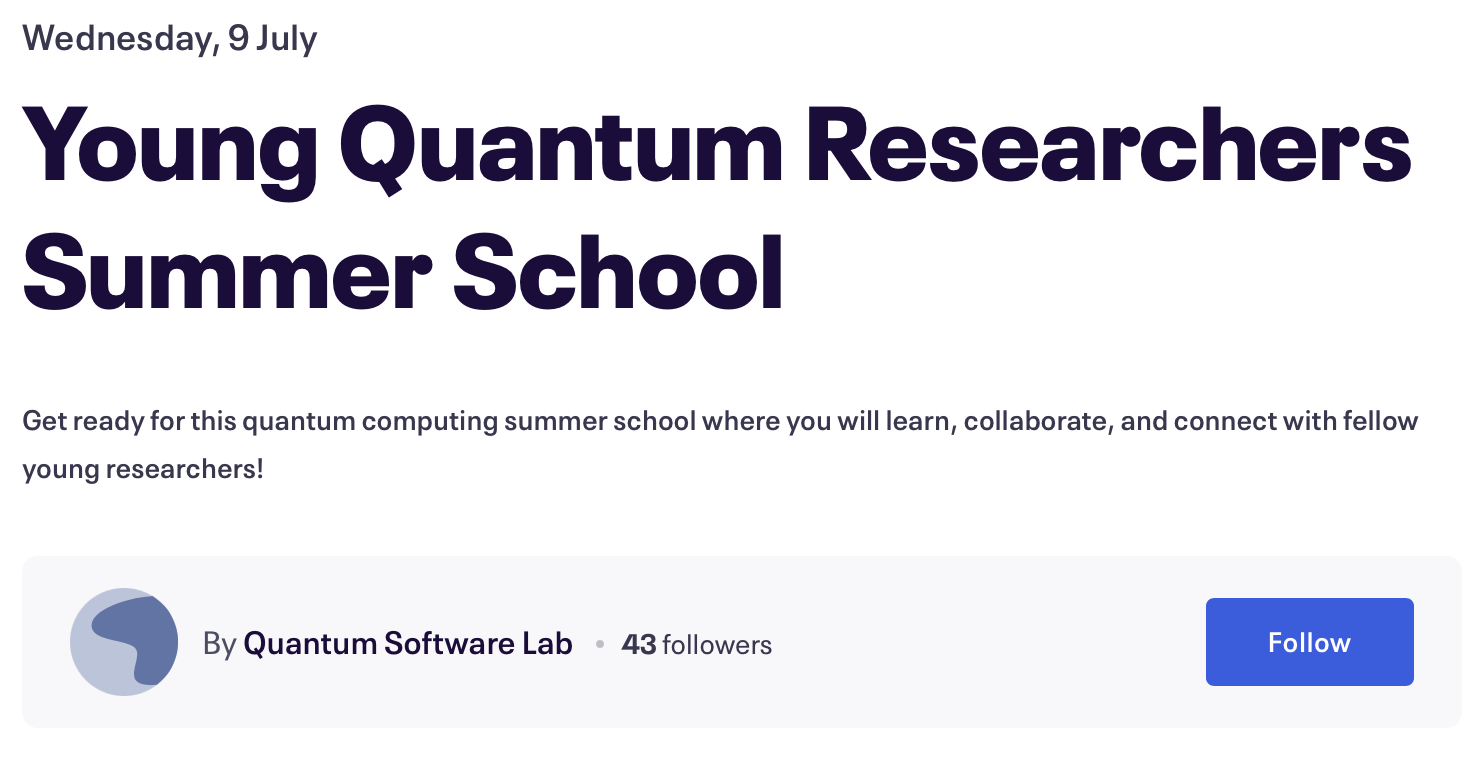 Wednesday, 9 July
Young Quantum Researchers
Summer School
Get ready for this quantum computing summer school where you will learn, collaborate, and connect with fellow
young researchers!
By Quantum Software Lab • 43 followers
Follow